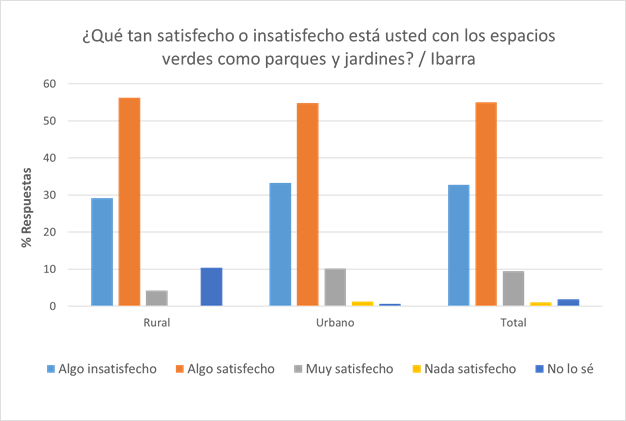 ¿Qué tan satisfecho o insatisfecho está usted con los espacios
verdes como parques y jardines? / Ibarra
% Respuestas
60
50
40
30
20
10
0
Rural Urbano Total
Algo insatisfecho Algo satisfecho Muy satisfecho Nada satisfecho No lo sé